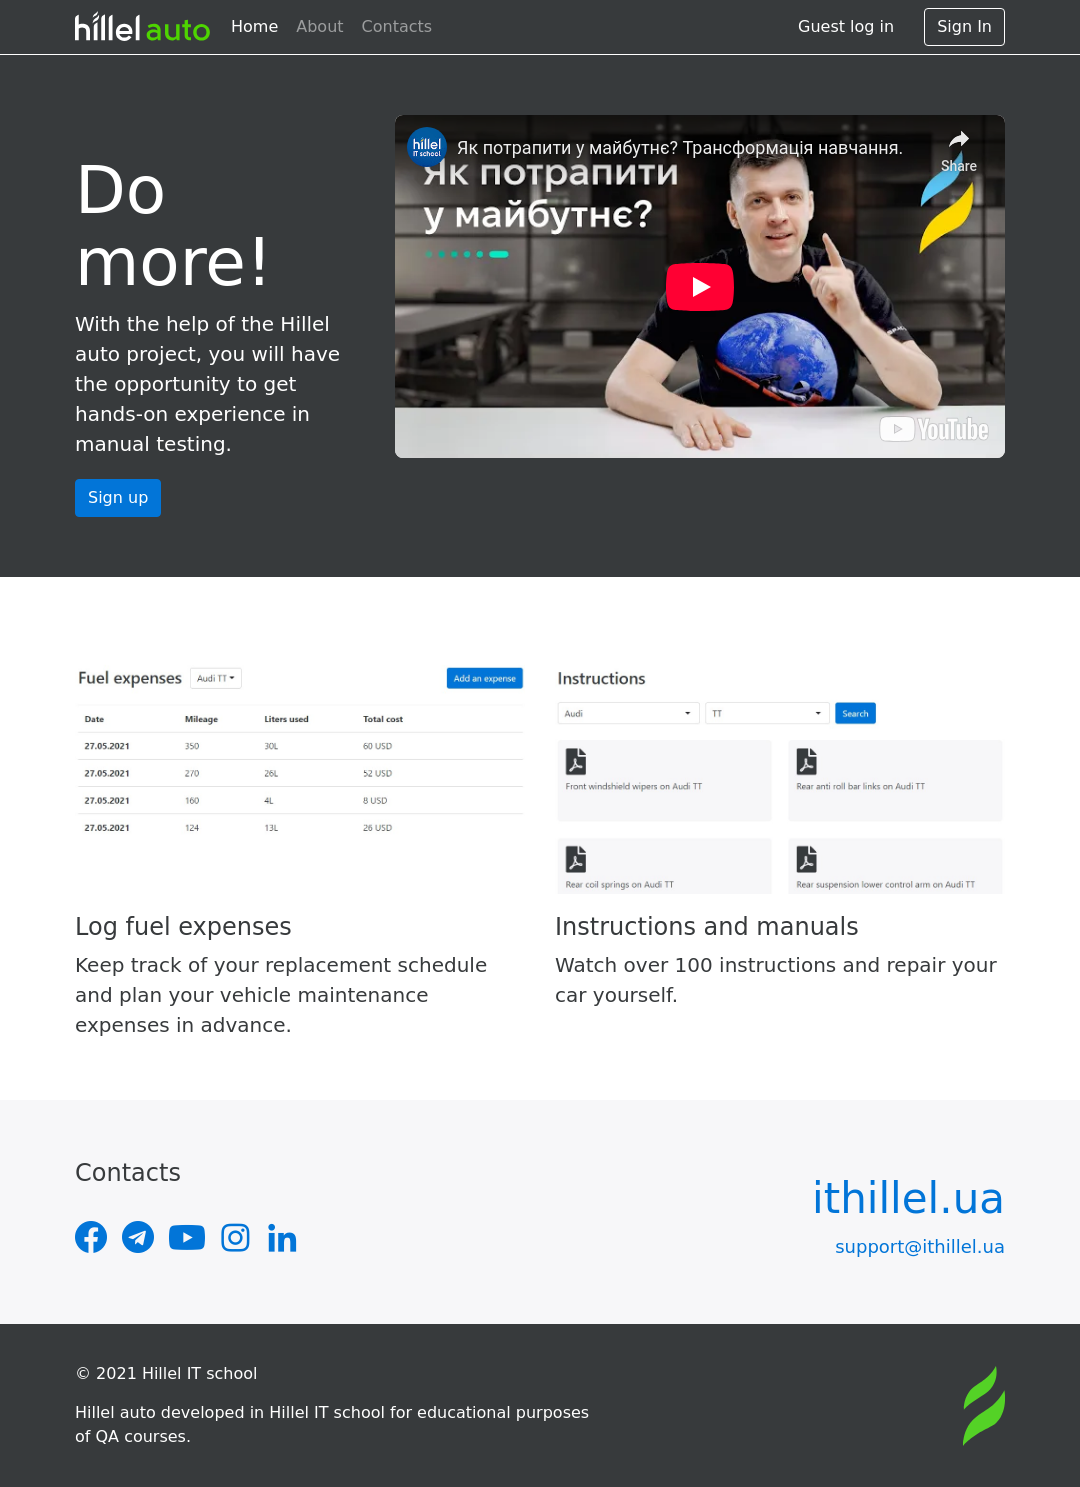 hillel auto Home About Contacts Guest log in Sign In
Do
more!
With the help of the Hillel
auto project, you will have
the opportunity to get
hands-on experience in
manual testing.
Sign up
hillel
IT school
Як потрапити у майбутнє? Трансформація навчання.
Share
Як потрапити
у майбутнє?
YouTube
Fuel expenses Audi TT Add an expense
Date Mileage Liters used Total cost
27.05.2021 350 30L 60 USD
27.05.2021 270 26L 52 USD
27.05.2021 160 4L 8 USD
27.05.2021 124 13L 26 USD
Log fuel expenses
Keep track of your replacement schedule
and plan your vehicle maintenance
expenses in advance.
Instructions
Audi TT Search
Front windshield wipers on Audi TT
Rear anti roll bar links on Audi TT
Rear coil springs on Audi TT
Rear suspension lower control arm on Audi TT
Instructions and manuals
Watch over 100 instructions and repair your
car yourself.
Contacts
ithillel.ua
support@ithillel.ua
© 2021 Hillel IT school
Hillel auto developed in Hillel IT school for educational purposes
of QA courses.